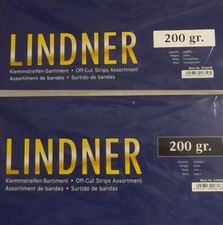 LINDNER
200 gr.
Klemmstreifen-Sortiment • Off-Cut Strips Assortment
Assortiment de bandes • Surtido de bandas
LINDNER
200 gr.
Klemmstreifen-Sortiment • Off-Cut Strips Assortment
Assortiment de bandes • Surtido de bandas